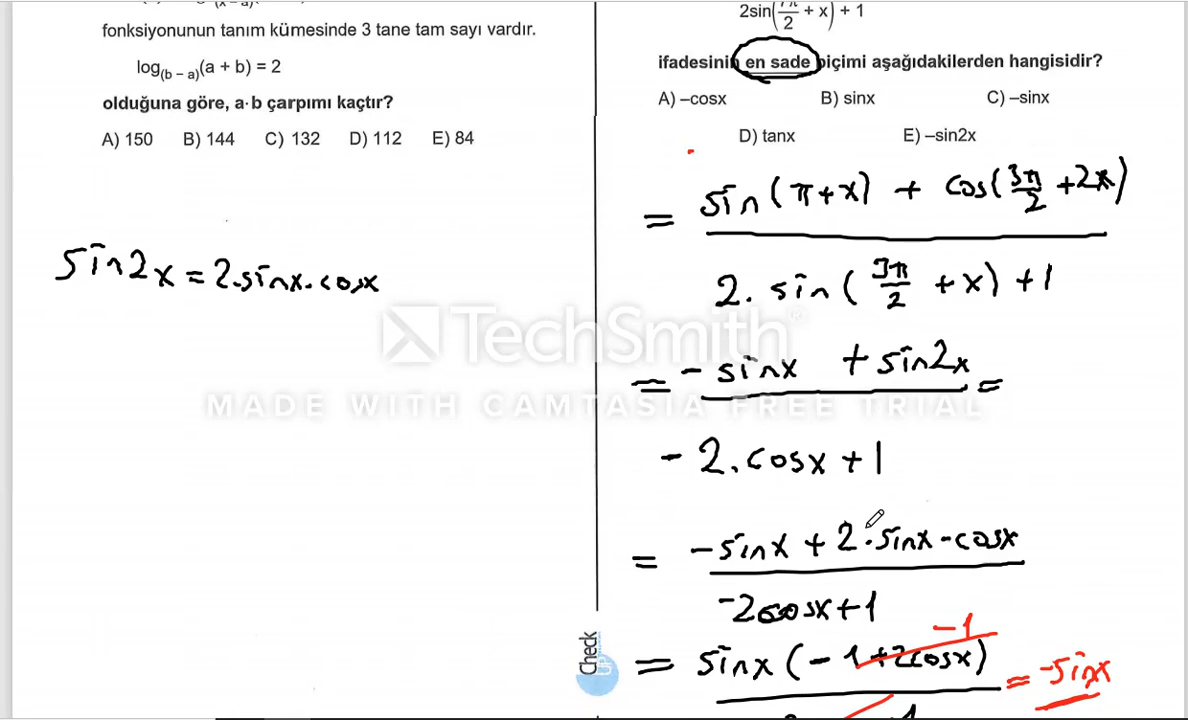 fonksiyonunun tanım kümesinde 3 tane tam sayı vardır.
log(b – a)(a + b) = 2
olduğuna göre, a·b çarpımı kaçtır?
A) 150 B) 144 C) 132 D) 112 E) 84
sin2x = 2.sinx.cosx
2sin( /2 + x) + 1
ifadesinin en sade biçimi aşağıdakilerden hangisidir?
A) –cosx B) sinx C) –sinx
D) tanx E) –sin2x
= sin(π+x) + cos(3π/2 +2x)
2. sin(3π/2 + x) + 1
= - sinx + sin2x =
- 2.cosx + 1
TechSmith®
MADE WITH CAMTASIA FREE TRIAL
= -sinx + 2.sinx-cosx
-2cosx+1
-1
= sinx (-1+2cosx) = -sinx
Check